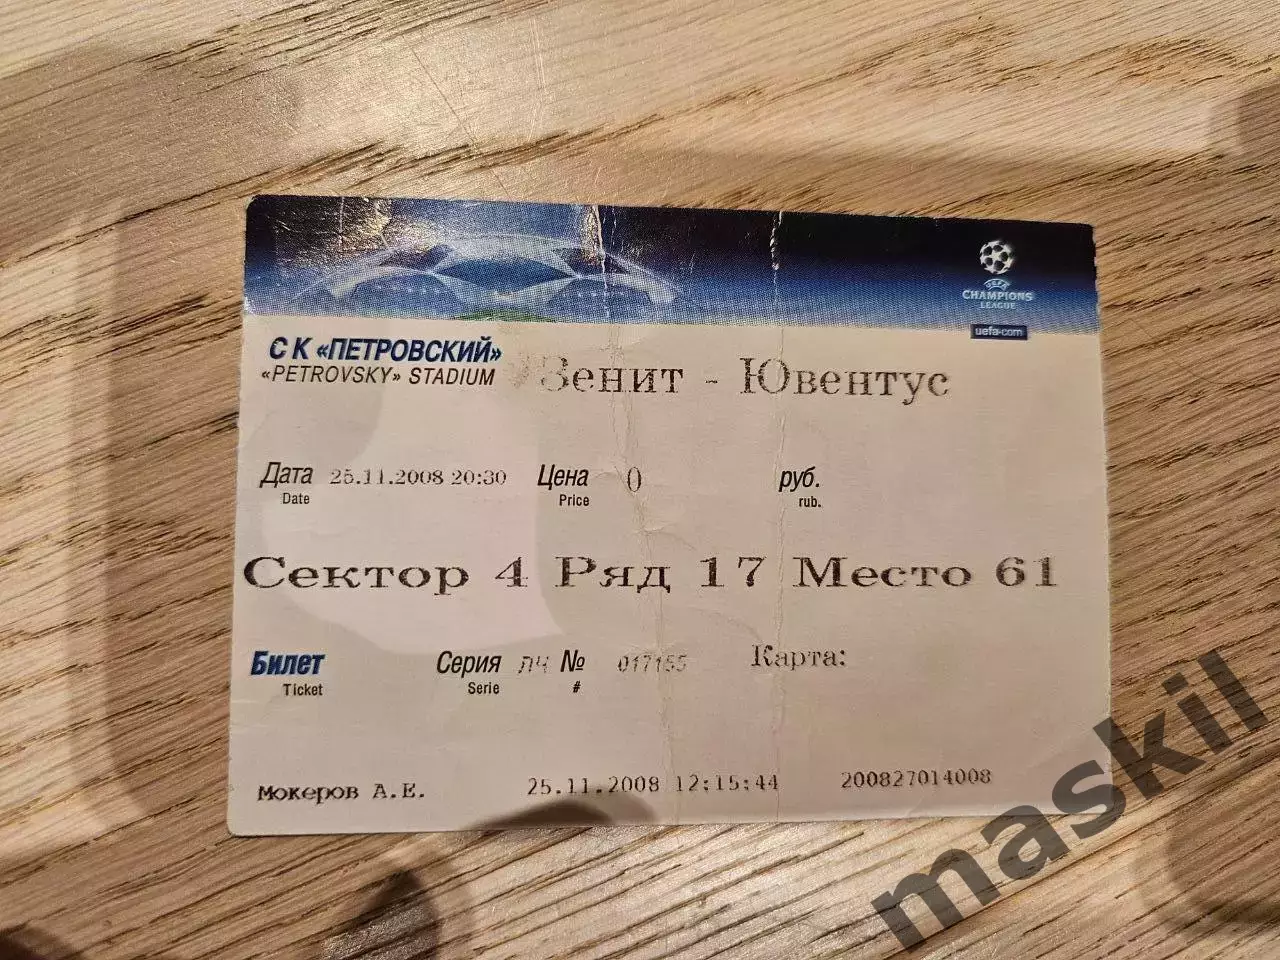 UEFA
CHAMPIONS
LEAGUE
uefa.com
СК «ПЕТРОВСКИЙ»
«PETROVSKY» STADIUM
Зенит - Ювентус
Дата 25.11.2008 20:30 Цена 0 руб.
Date Price rub.
Сектор 4 Ряд 17 Место 61
Билет Серия ЛЧ № 017155 Карта:
Ticket Serie #
Мокеров А.Е. 25.11.2008 12:15:44 200827014008
maskil